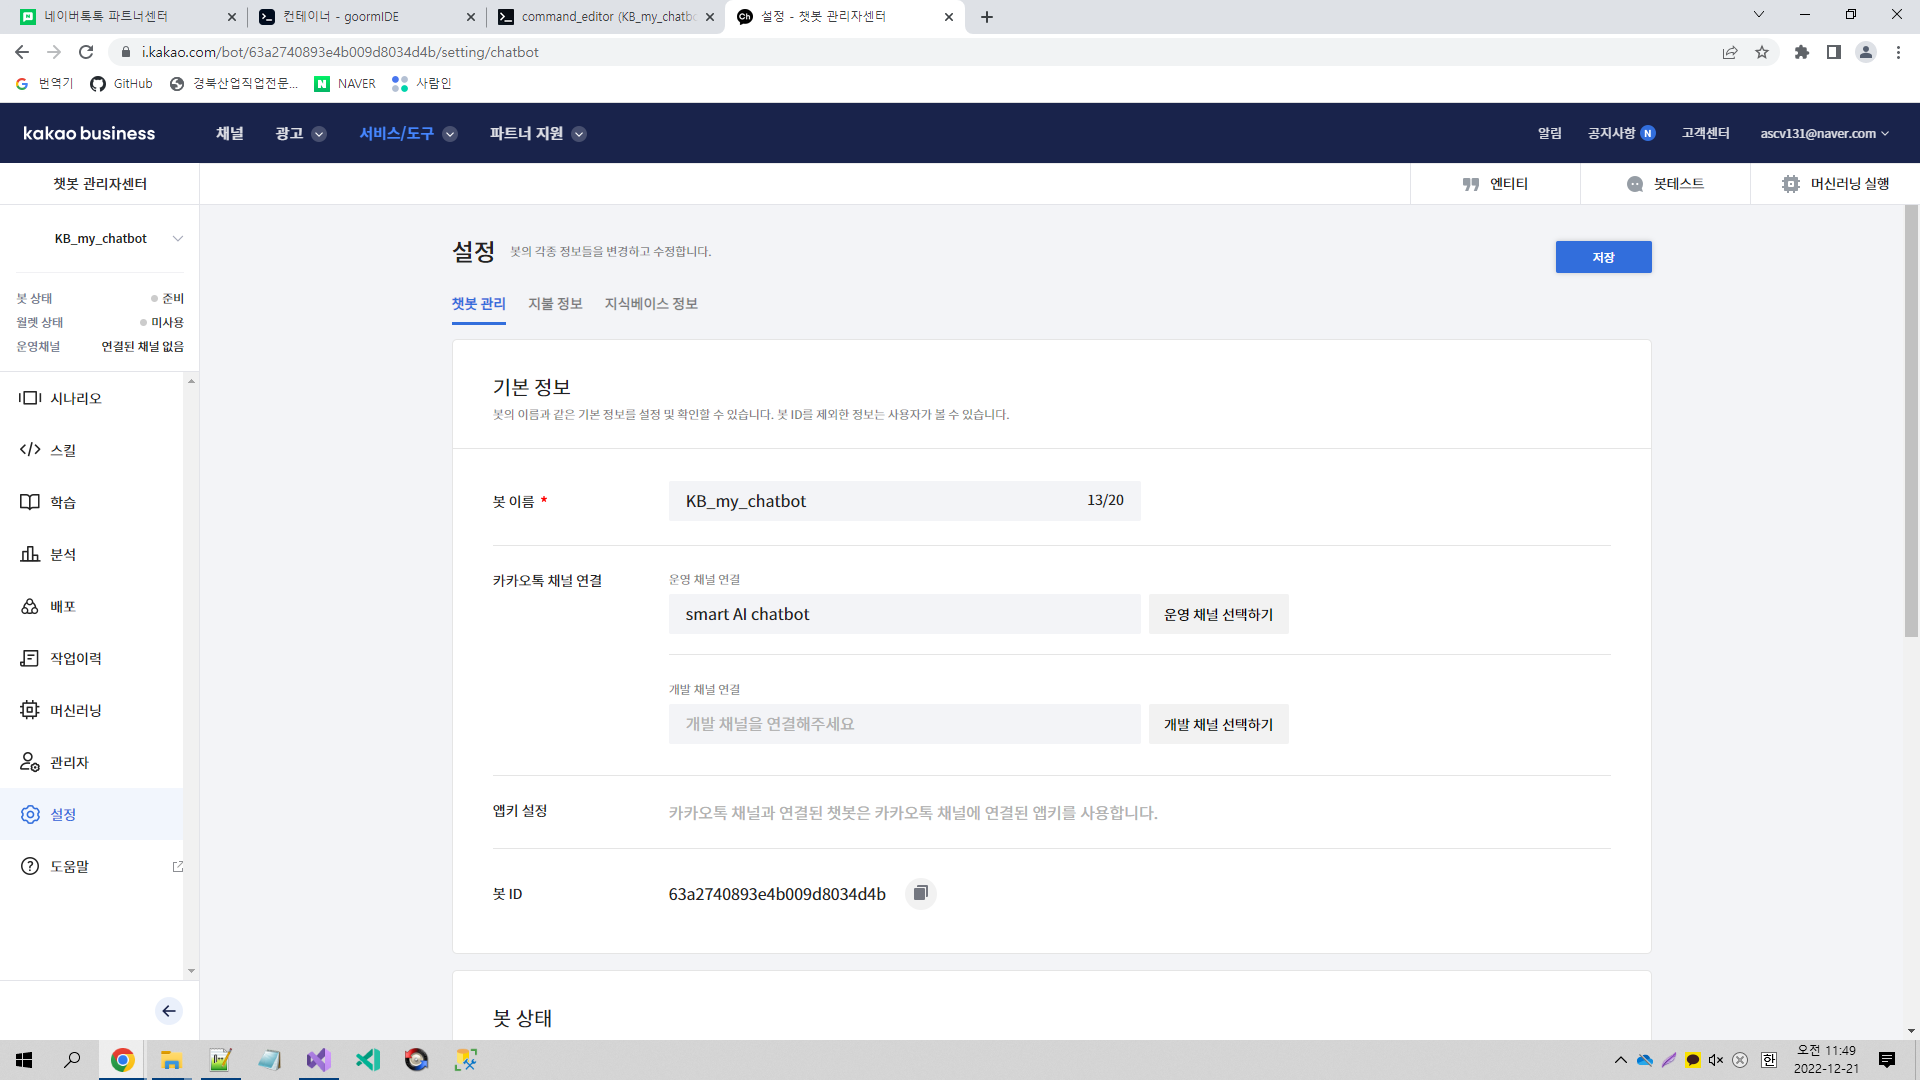 네이버톡톡 파트너센터
컨테이너 - goormIDE
command_editor (KB_my_chatb
설정 - 챗봇 관리자센터
i.kakao.com/bot/63a2740893e4b009d8034d4b/setting/chatbot
번역기
GitHub
경북산업직업전문...
NAVER
사람인
kakao business
채널
광고
서비스/도구
파트너 지원
알림
공지사항 N
고객센터
ascv131@naver.com
챗봇 관리자센터
엔티티
봇테스트
머신러닝 실행
KB_my_chatbot
봇 상태 준비
월렛 상태 미사용
운영채널 연결된 채널 없음
시나리오
스킬
학습
분석
배포
작업이력
머신러닝
관리자
설정
도움말
설정 봇의 각종 정보들을 변경하고 수정합니다.
저장
챗봇 관리 지불 정보 지식베이스 정보
기본 정보
봇의 이름과 같은 기본 정보를 설정 및 확인할 수 있습니다. 봇 ID를 제외한 정보는 사용자가 볼 수 있습니다.
봇 이름 *
KB_my_chatbot 13/20
카카오톡 채널 연결
운영 채널 연결
smart AI chatbot
운영 채널 선택하기
개발 채널 연결
개발 채널을 연결해주세요
개발 채널 선택하기
앱키 설정
카카오톡 채널과 연결된 챗봇은 카카오톡 채널에 연결된 앱키를 사용합니다.
봇 ID
63a2740893e4b009d8034d4b
봇 상태
한
오전 11:49
2022-12-21